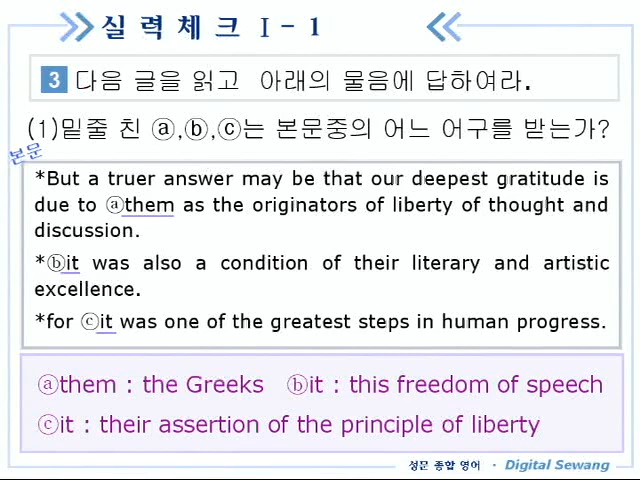 실 력 체 크 I - 1
3 다음 글을 읽고 아래의 물음에 답하여라.
(1)밑줄 친 ⓐ,ⓑ,ⓒ는 본문중의 어느 어구를 받는가?
본문
*But a truer answer may be that our deepest gratitude is
due to ⓐthem as the originators of liberty of thought and
discussion.
*ⓑit was also a condition of their literary and artistic
excellence.
*for ⓒit was one of the greatest steps in human progress.
ⓐthem : the Greeks ⓑit : this freedom of speech
ⓒit : their assertion of the principle of liberty
성문 종합 영어 · Digital Sewang